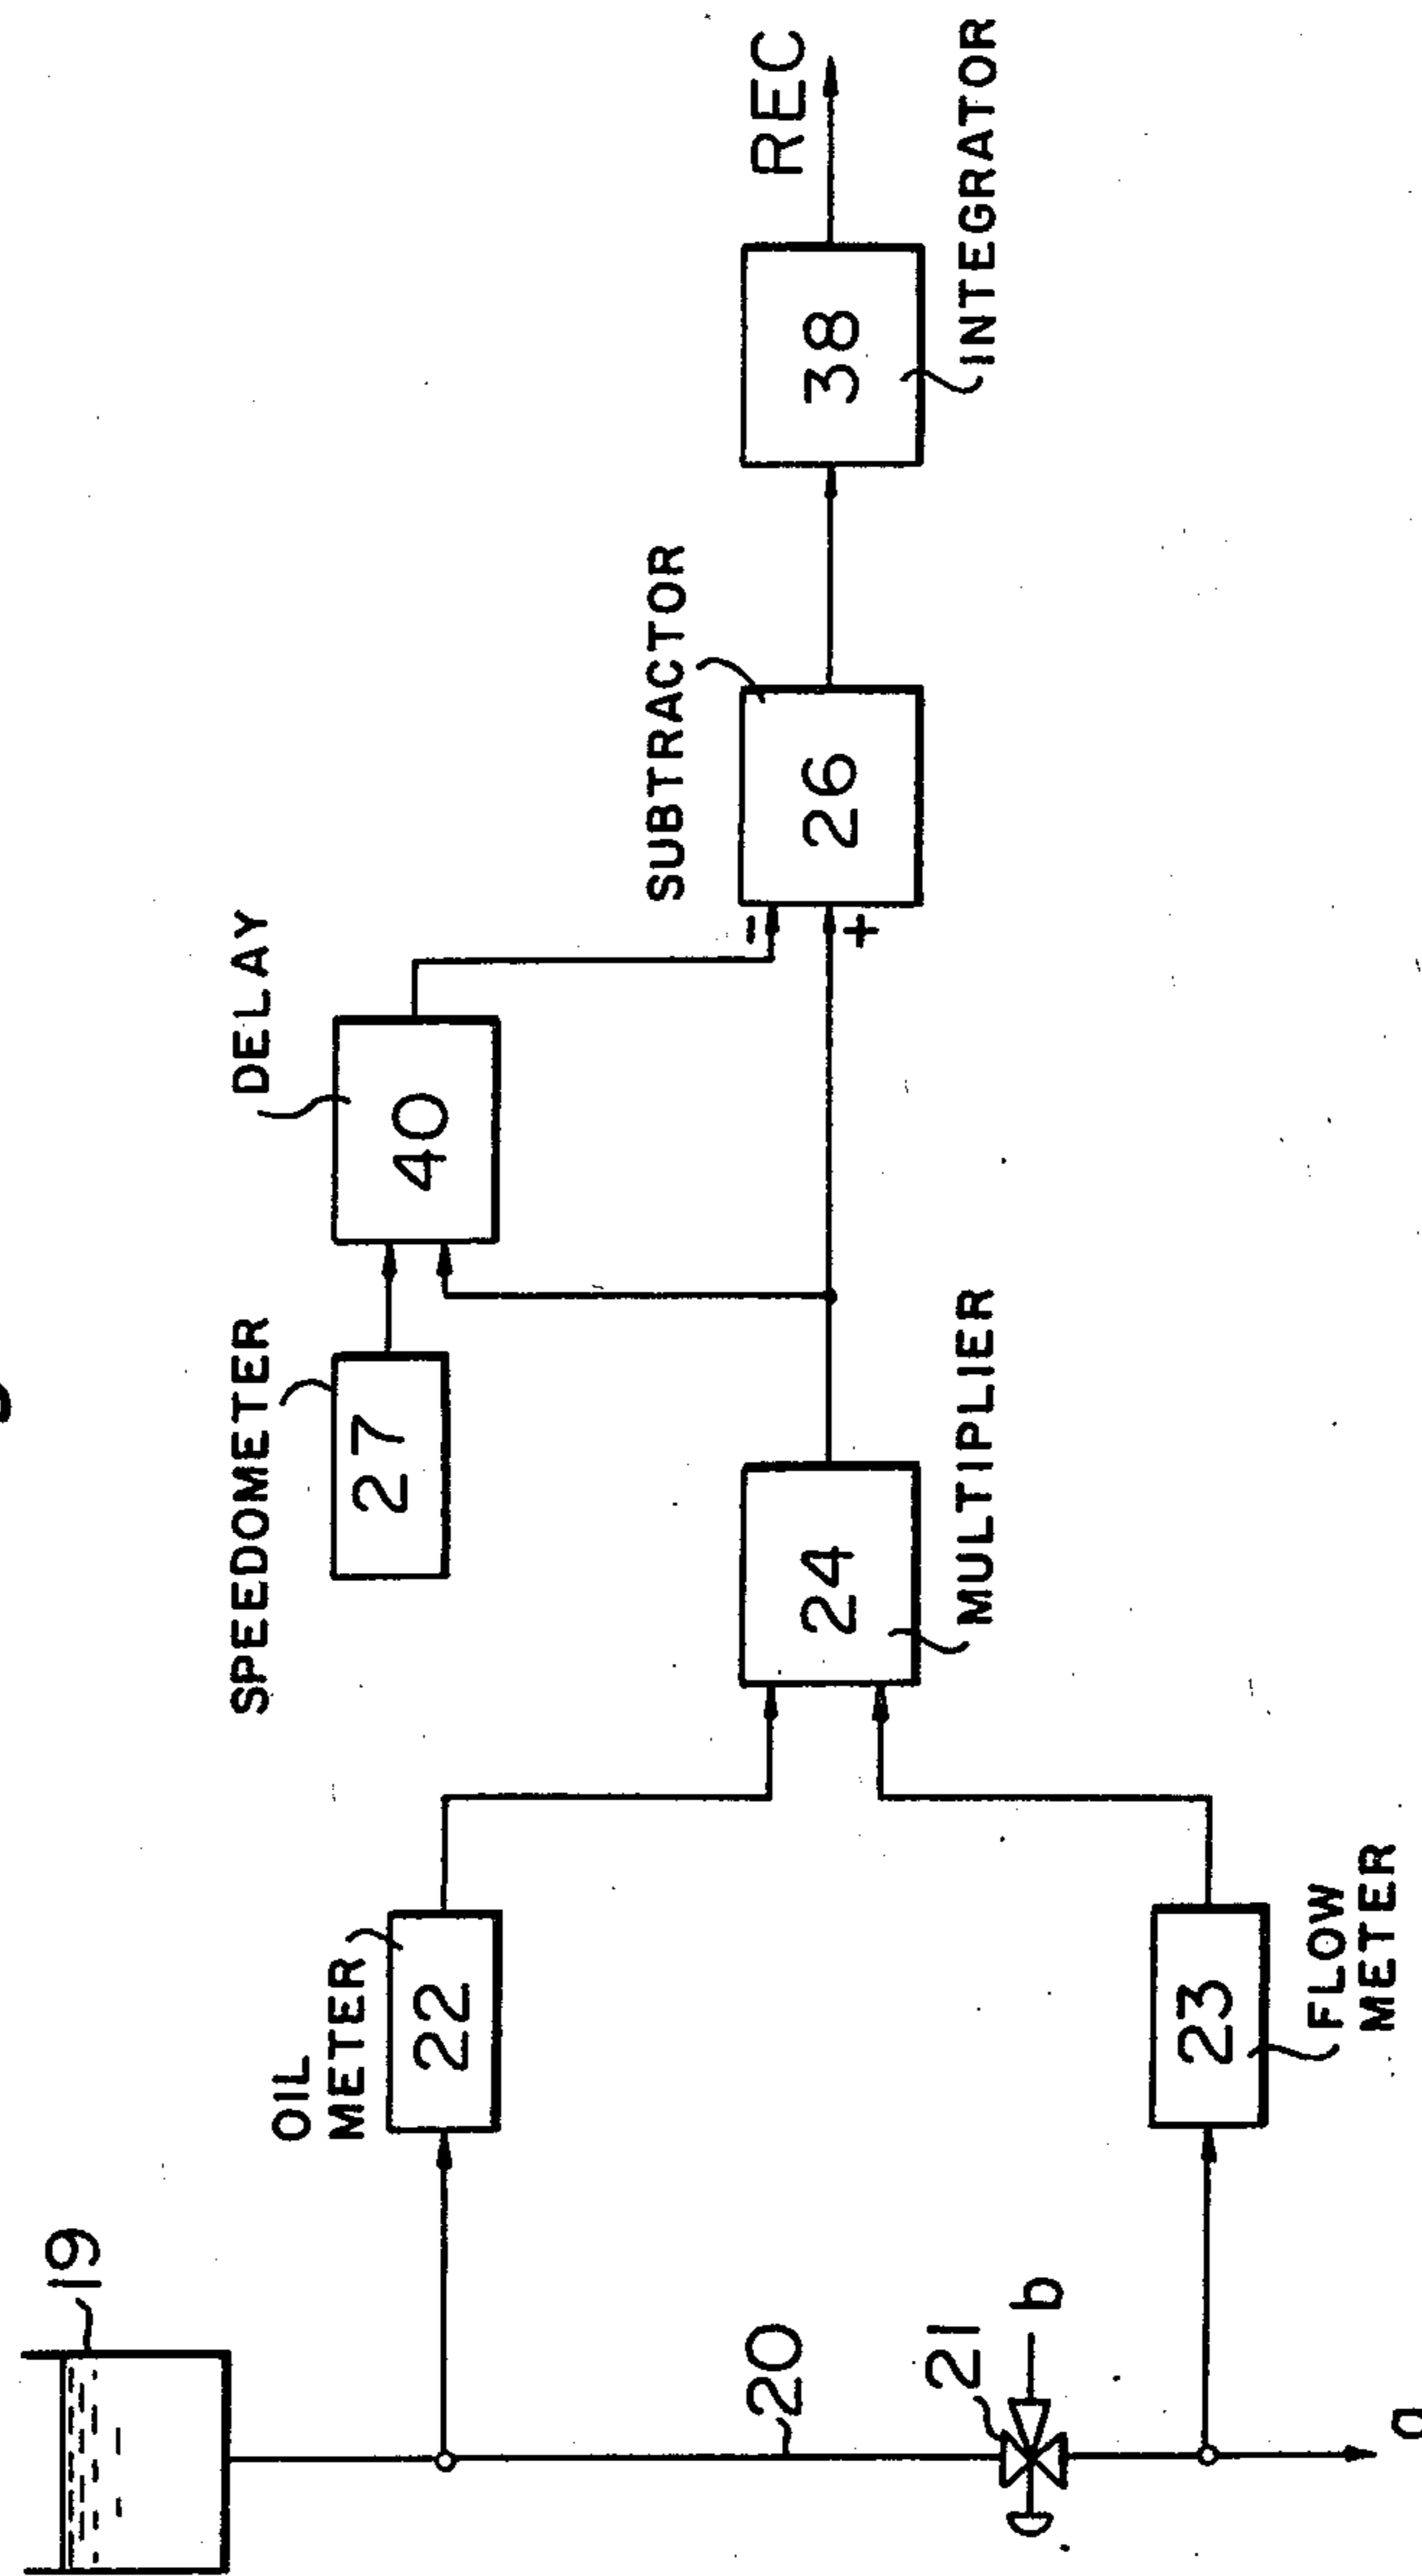 19
OIL
METER
22
20
21
b
a
23
FLOW
METER
SPEEDOMETER
27
24
MULTIPLIER
DELAY
40
SUBTRACTOR
-
+
26
38
INTEGRATOR
REC